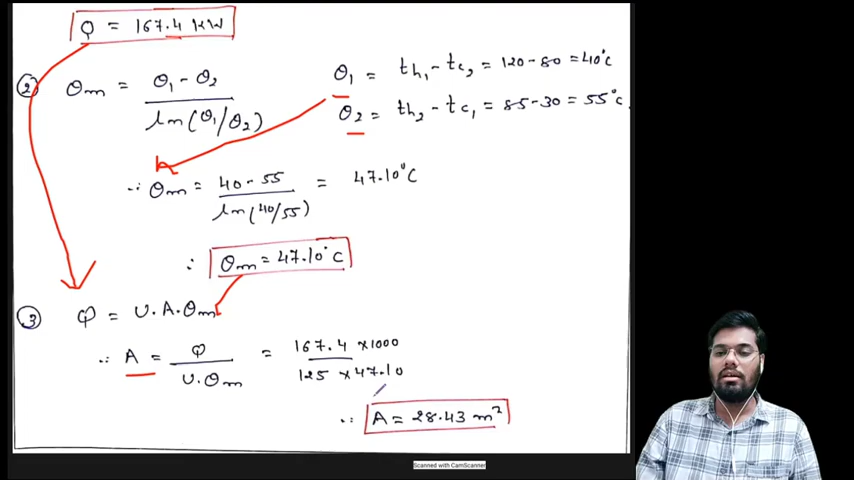 Q = 167.4 KW
② θm = θ1 - θ2 / ln(θ1/θ2)
θ1 = th1 - tc2 = 120 - 80 = 40°C
θ2 = th2 - tc1 = 85 - 30 = 55°C.
∴ θm = 40 - 55 / ln(40/55) = 47.10°C
∴ θm = 47.10°C
③ Q = U.A.θm
∴ A = Q / U.θm = 167.4 × 1000 / 125 × 47.10
∴ A = 28.43 m²
Scanned with CamScanner